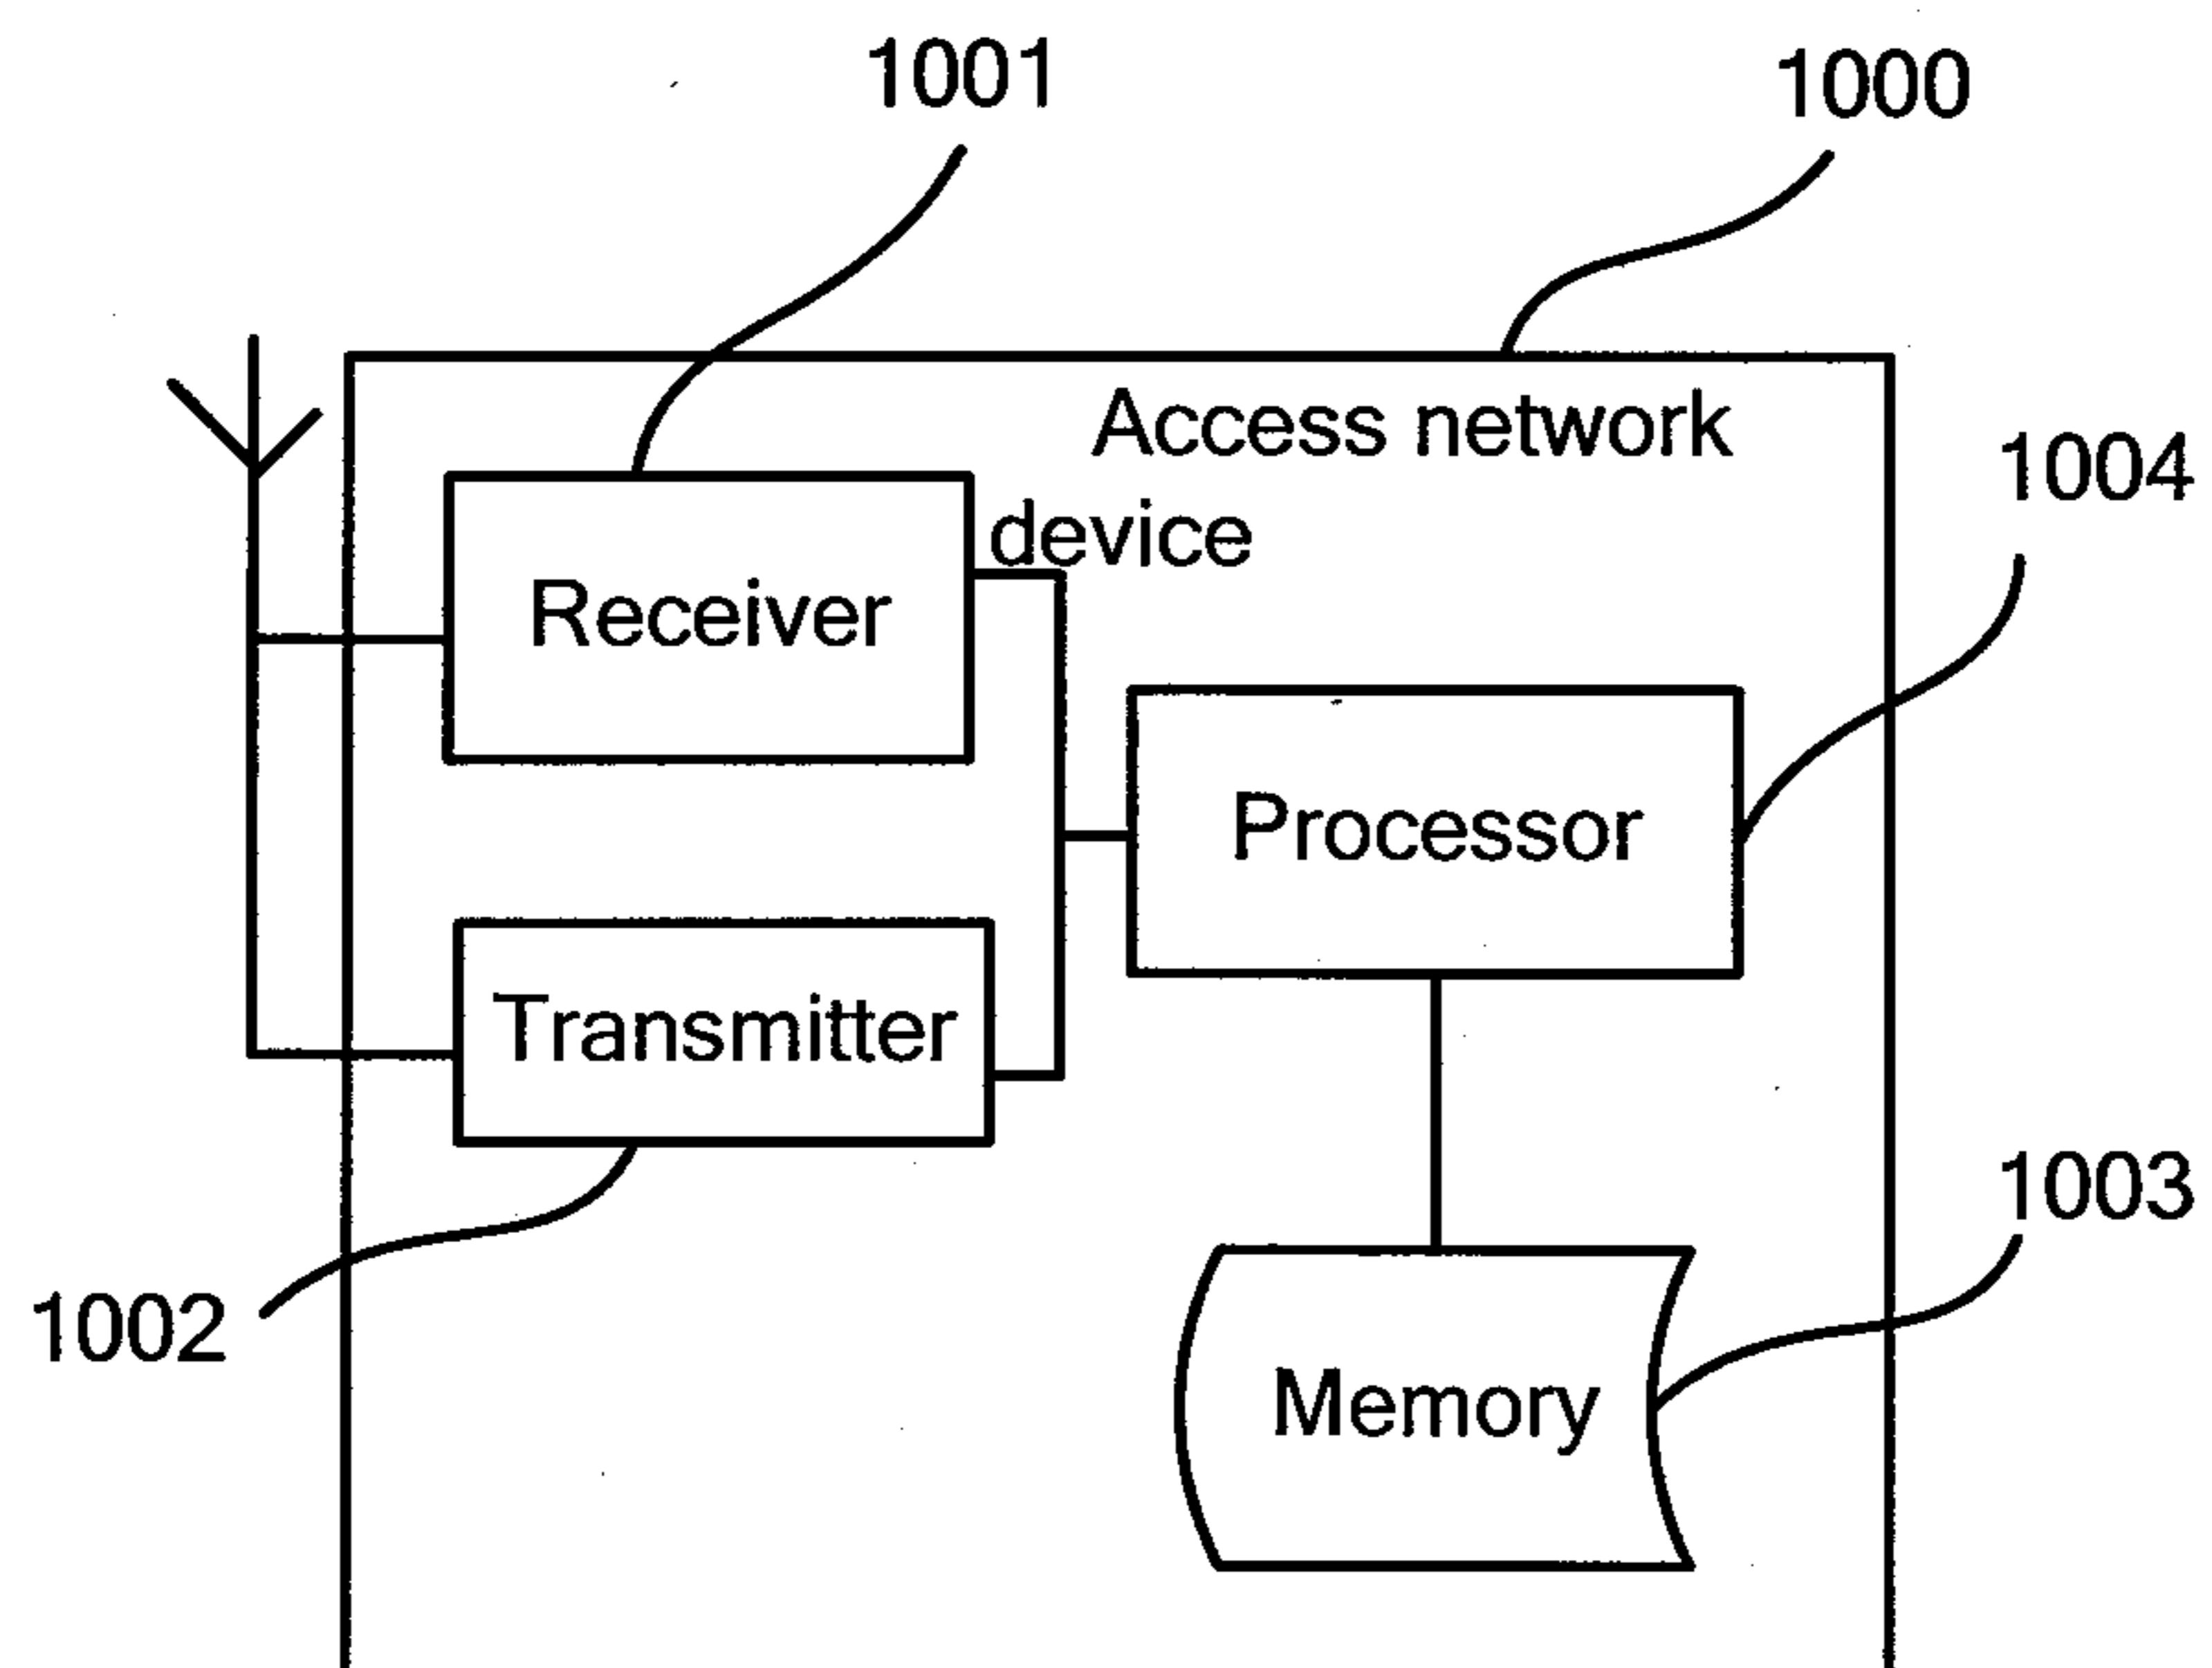 1001
1000
Access network
device
1004
Receiver
Processor
Transmitter
1003
1002
Memory